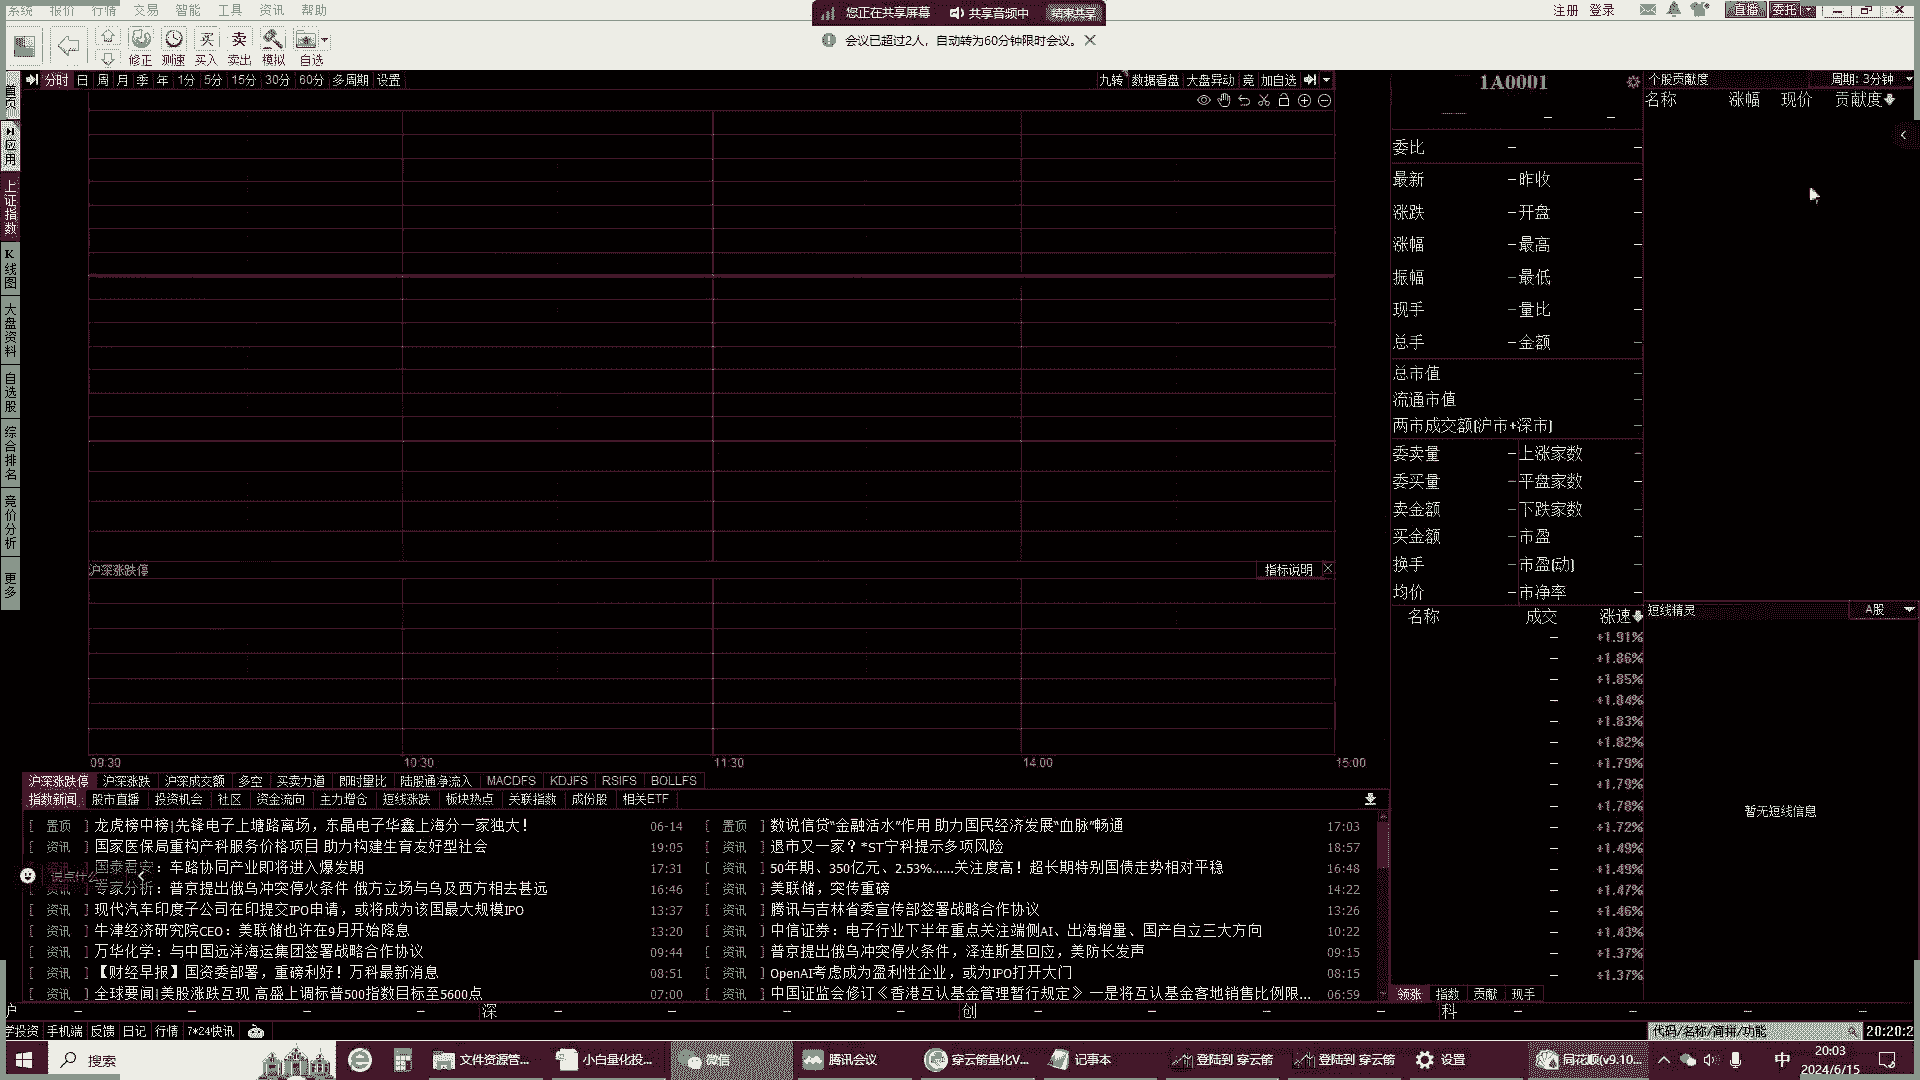 系统 报价 行情 交易 智能 工具 资讯 帮助
您正在共享屏幕 共享音频中 结束共享
注册 登录 直播 委托
会议已超过2人，自动转为60分钟限时会议。
修正 测速 买入 卖出 模拟 自选
买 卖
分时 日 周 月 季 年 1分 5分 15分 30分 60分 多周期 设置
九转 数据看盘 大盘异动 竞 加自选
首页
应用
上证指数
K线图
大盘资料
自选股
综合排名
竞价分析
更多
1A0001
委比 — —
最新 — 昨收 —
涨跌 — 开盘 —
涨幅 — 最高 —
振幅 — 最低 —
现手 — 量比 —
总手 — 金额 —
总市值 —
流通市值 —
两市成交额(沪市+深市) —
委卖量 — 上涨家数 —
委买量 — 平盘家数 —
卖金额 — 下跌家数 —
买金额 — 市盈 —
换手 — 市盈(动) —
均价 — 市净率 —
名称 成交 涨速
— +1.91%
— +1.86%
— +1.85%
— +1.84%
— +1.83%
— +1.82%
— +1.79%
— +1.79%
— +1.78%
— +1.72%
— +1.49%
— +1.49%
— +1.47%
— +1.46%
— +1.43%
— +1.37%
— +1.37%
领涨 指数 贡献 现手
个股贡献度 周期: 3分钟
名称 涨幅 现价 贡献度
短线精灵 A股
暂无短线信息
沪深涨跌停 指标说明
09:30 10:30 11:30 14:00 15:00
沪深涨跌停 沪深涨跌 沪深成交额 多空 买卖力道 即时量比 陆股通净流入 MACDFS KDJFS RSIFS BOLLFS
指数新闻 股市直播 投资机会 社区 资金流向 主力增仓 短线涨跌 板块热点 关联指数 成份股 相关ETF
[ 置顶 ] 龙虎榜中榜|先锋电子上塘路离场，东晶电子华鑫上海分一家独大！ 06-14
[ 资讯 ] 国家医保局重构产科服务价格项目 助力构建生育友好型社会 19:05
[ 资讯 ] 国泰君安：车路协同产业即将进入爆发期 17:31
[ 资讯 ] 专家分析：普京提出俄乌冲突停火条件 俄方立场与乌及西方相去甚远 16:46
[ 资讯 ] 现代汽车印度子公司在印提交IPO申请，或将成为该国最大规模IPO 13:37
[ 资讯 ] 牛津经济研究院CEO：美联储也许在9月开始降息 13:20
[ 资讯 ] 万华化学：与中国远洋海运集团签署战略合作协议 09:44
[ 资讯 ] 【财经早报】国资委部署，重磅利好！万科最新消息 08:51
[ 资讯 ] 全球要闻|美股涨跌互现 高盛上调标普500指数目标至5600点 07:00
[ 置顶 ] 数说信贷“金融活水”作用 助力国民经济发展“血脉”畅通 17:03
[ 资讯 ] 退市又一家？*ST宁科提示多项风险 18:57
[ 资讯 ] 50年期、350亿元、2.53%……关注度高！超长期特别国债走势相对平稳 16:48
[ 资讯 ] 美联储，突传重磅 14:22
[ 资讯 ] 腾讯与吉林省委宣传部签署战略合作协议 13:26
[ 资讯 ] 中信证券：电子行业下半年重点关注端侧AI、出海增量、国产自立三大方向 10:22
[ 资讯 ] 普京提出俄乌冲突停火条件，泽连斯基回应，美防长发声 09:15
[ 资讯 ] OpenAI考虑成为盈利性企业，或为IPO打开大门 08:15
[ 资讯 ] 中国证监会修订《香港互认基金管理暂行规定》 一是将互认基金客地销售比例限... 06:59
深 创 科
学投资 手机端 反馈 日记 行情 7*24快讯
代码/名称/简拼/功能 20:20:2
搜索 文件资源管... 小白量化投... 微信 腾讯会议 穿云箭量化V... 记事本 登陆到 穿云箭 登陆到 穿云箭 设置 同花顺(v9.10... 中 20:03
2024/6/15